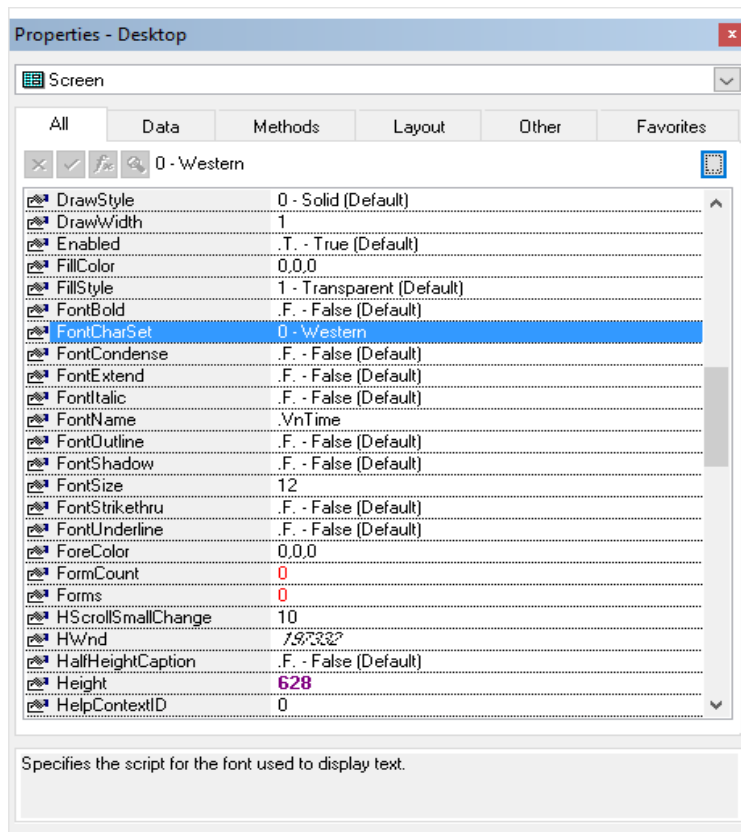 Properties - Desktop
Screen
All Data Methods Layout Other Favorites
0 - Western
DrawStyle 0 - Solid (Default)
DrawWidth 1
Enabled .T. - True (Default)
FillColor 0,0,0
FillStyle 1 - Transparent (Default)
FontBold .F. - False (Default)
FontCharSet 0 - Western
FontCondense .F. - False (Default)
FontExtend .F. - False (Default)
FontItalic .F. - False (Default)
FontName .VnTime
FontOutline .F. - False (Default)
FontShadow .F. - False (Default)
FontSize 12
FontStrikethru .F. - False (Default)
FontUnderline .F. - False (Default)
ForeColor 0,0,0
FormCount 0
Forms 0
HScrollSmallChange 10
HWnd 197332
HalfHeightCaption .F. - False (Default)
Height 628
HelpContextID 0
Specifies the script for the font used to display text.